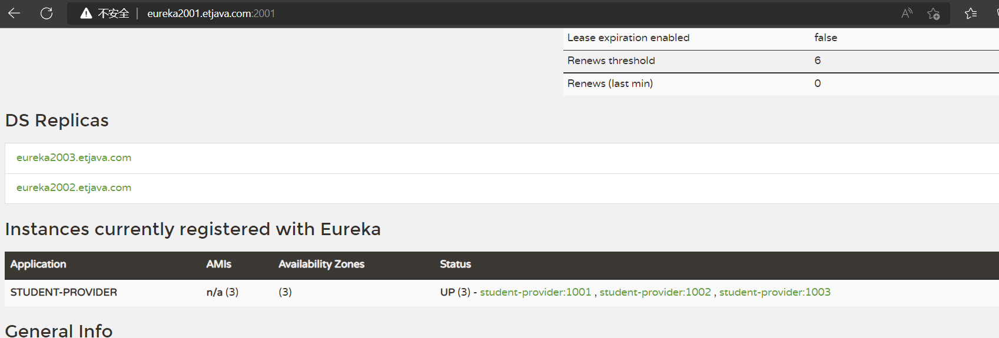 不安全 eureka2001.etjava.com:2001
Lease expiration enabled false
Renews threshold 6
Renews (last min) 0
DS Replicas
eureka2003.etjava.com
eureka2002.etjava.com
Instances currently registered with Eureka
Application AMIs Availability Zones Status
STUDENT-PROVIDER n/a (3) (3) UP (3) - student-provider:1001 , student-provider:1002 , student-provider:1003
General Info